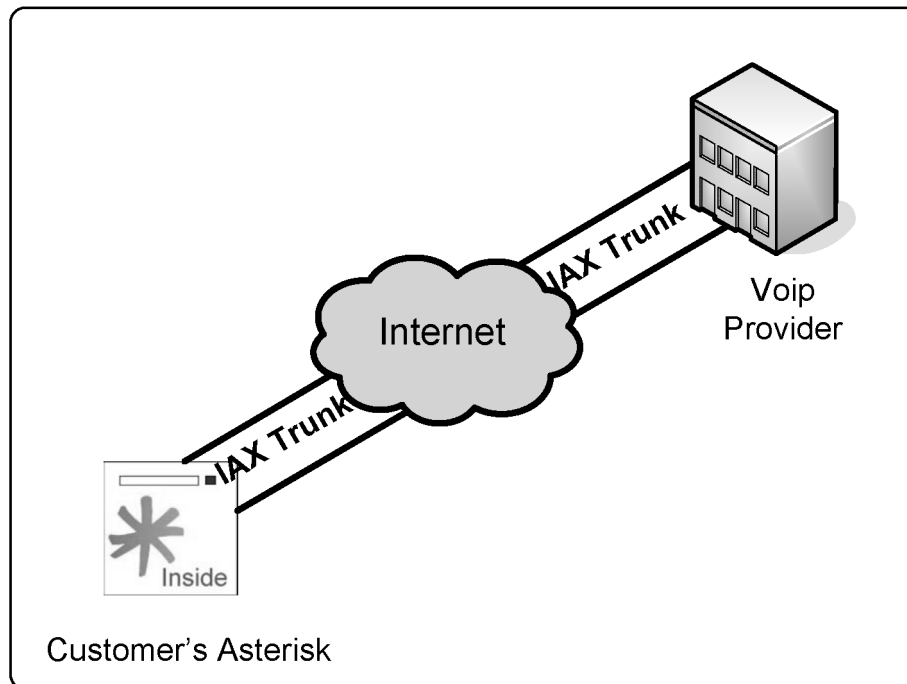 IAX Trunk
Voip
Provider
Internet
IAX Trunk
Inside
Customer's Asterisk